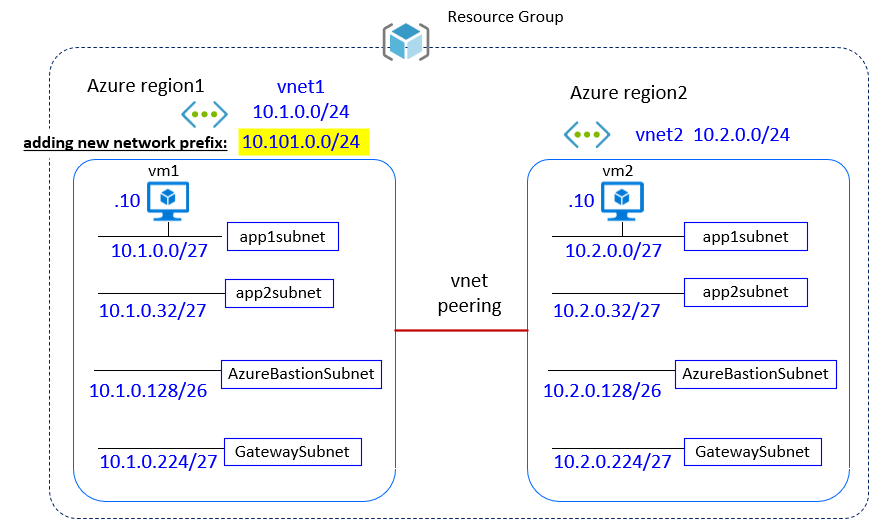 Resource Group
Azure region1
vnet1
10.1.0.0/24
adding new network prefix: 10.101.0.0/24
vm1
.10
app1subnet
10.1.0.0/27
app2subnet
10.1.0.32/27
AzureBastionSubnet
10.1.0.128/26
GatewaySubnet
10.1.0.224/27
vnet
peering
Azure region2
vnet2 10.2.0.0/24
vm2
.10
app1subnet
10.2.0.0/27
app2subnet
10.2.0.32/27
AzureBastionSubnet
10.2.0.128/26
GatewaySubnet
10.2.0.224/27